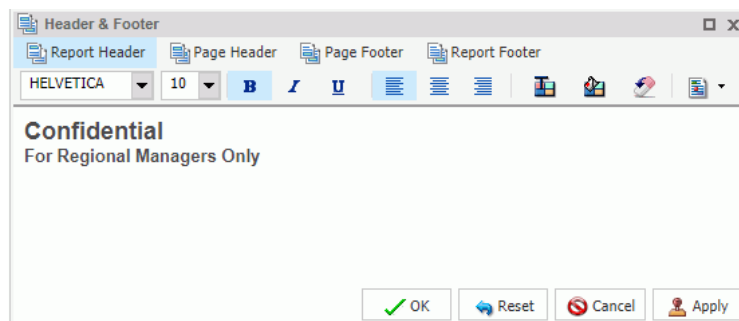 Header & Footer
Report Header Page Header Page Footer Report Footer
HELVETICA 10 B I U
Confidential
For Regional Managers Only
OK Reset Cancel Apply